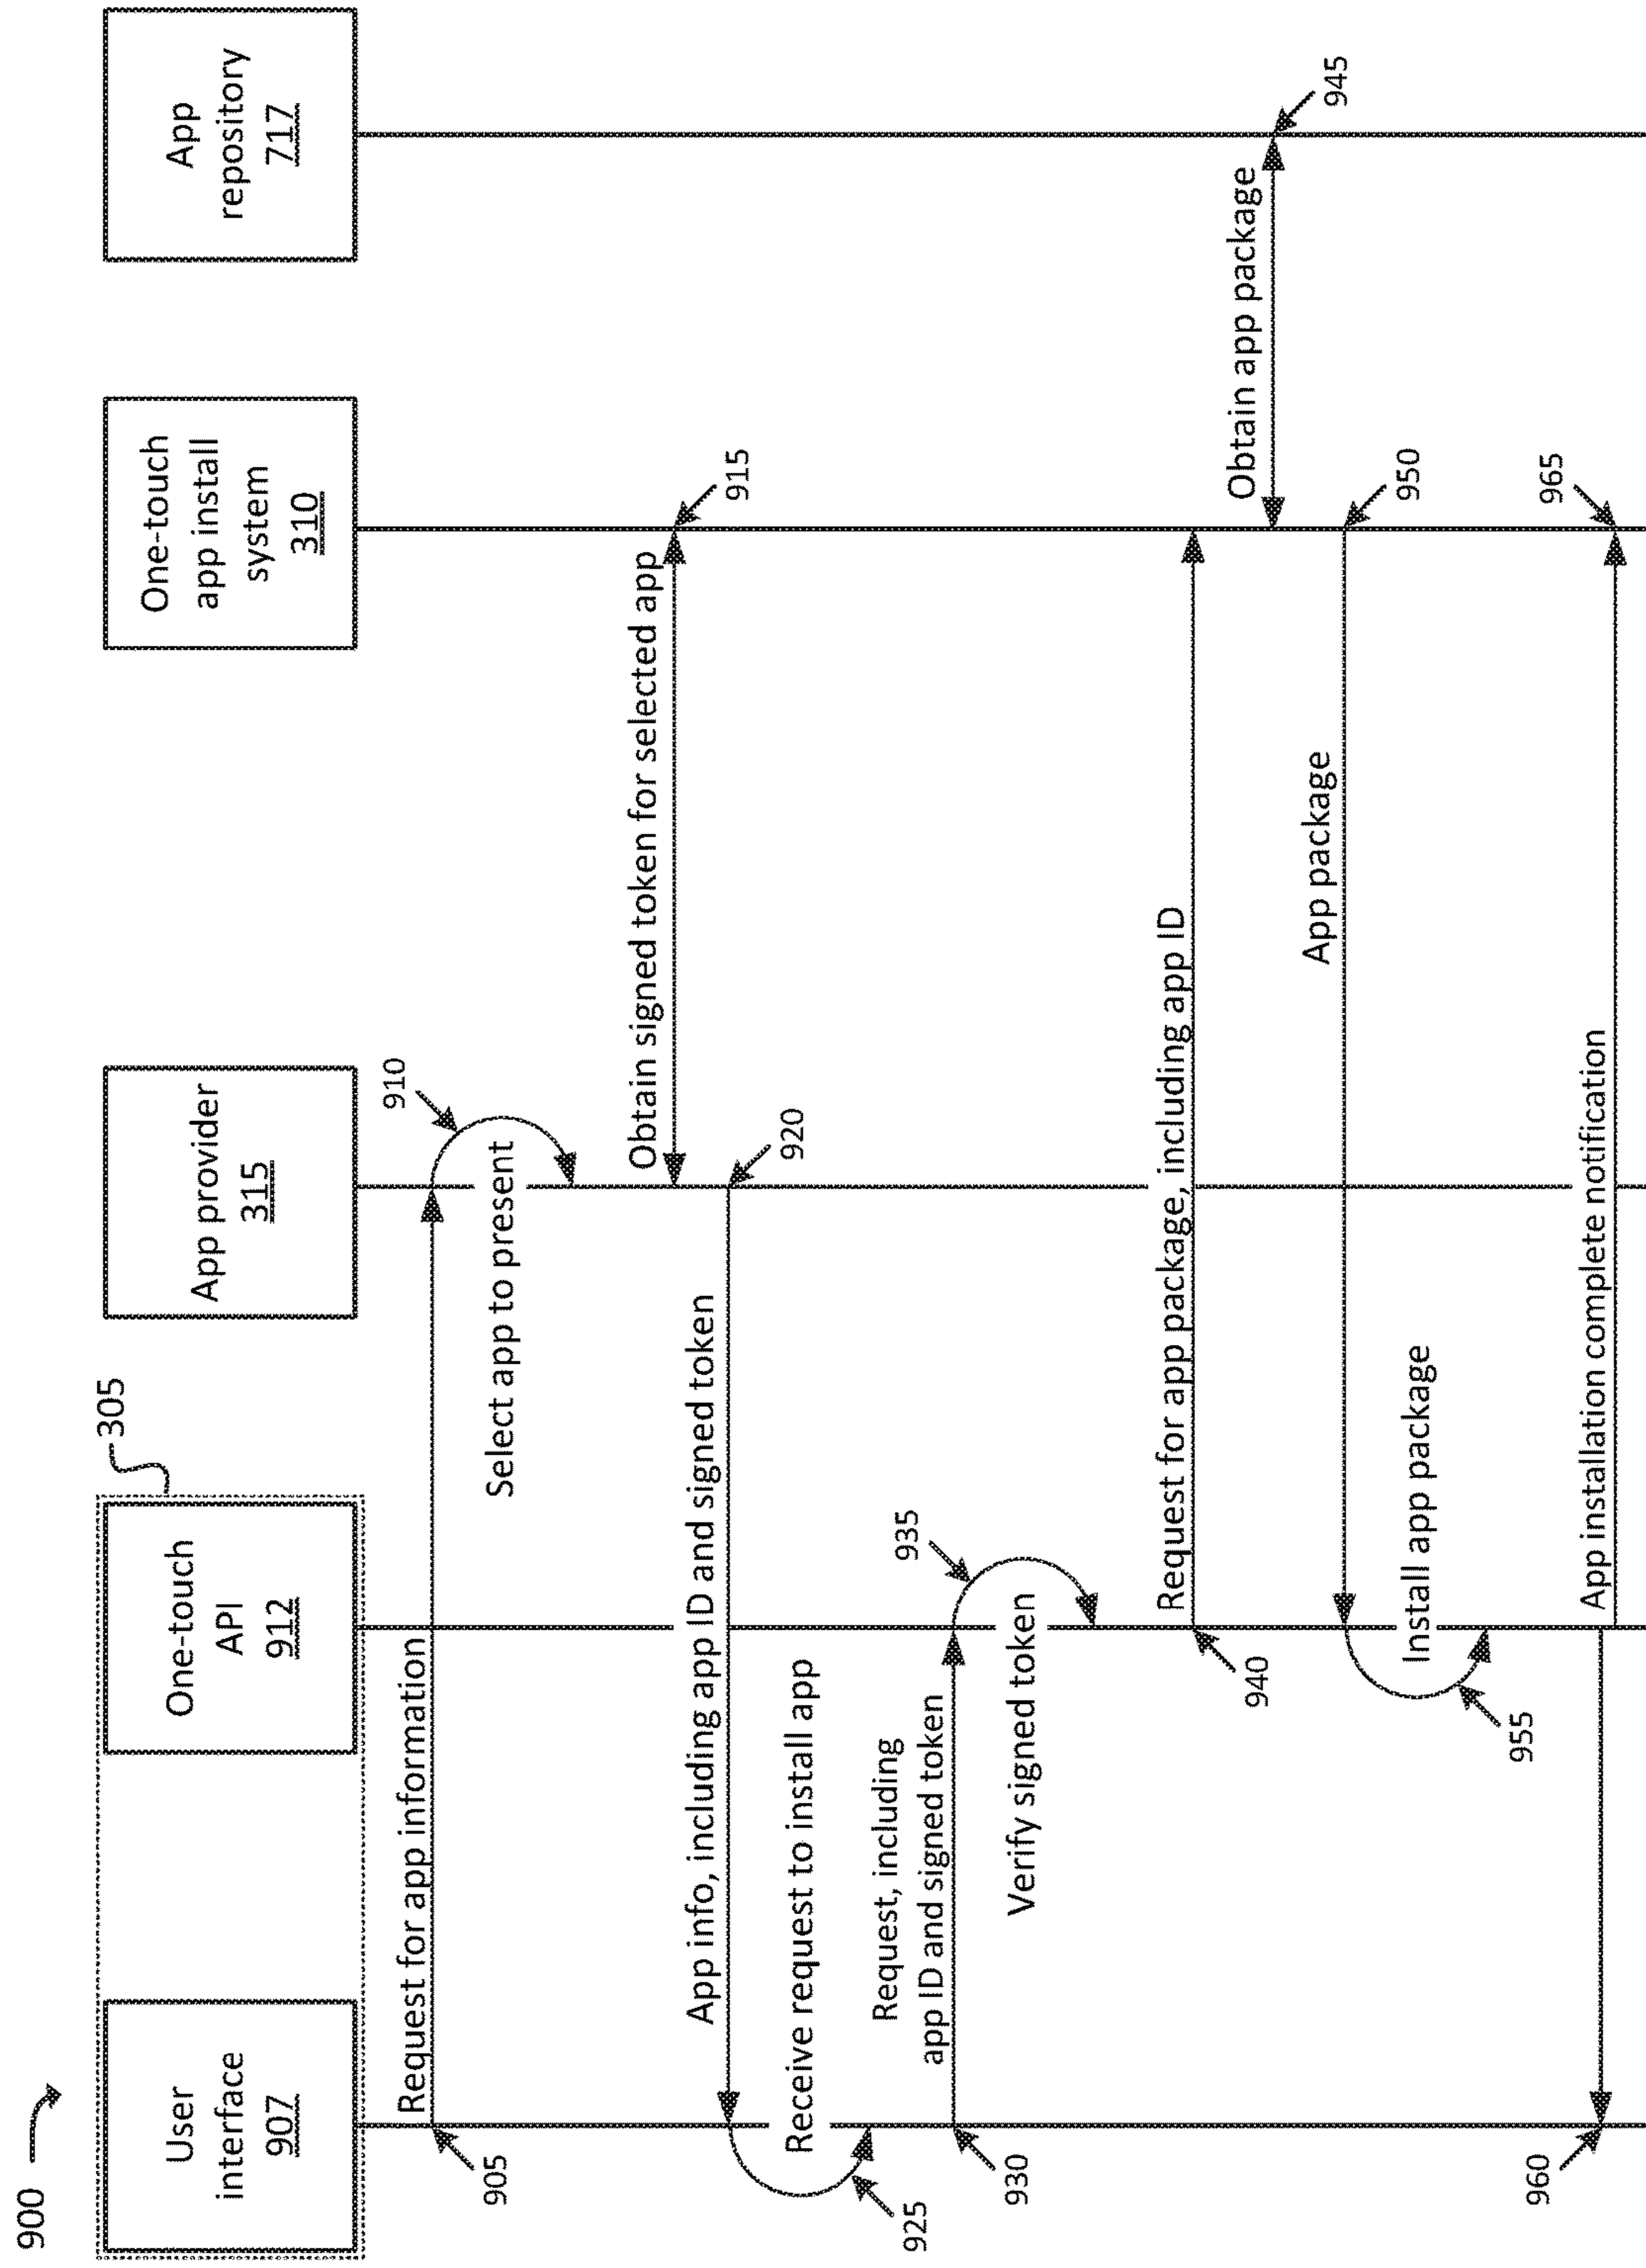 900
305
User
interface
907
One-touch
API
912
App provider
315
One-touch
app install
system
310
App
repository
717
Request for app information
905
910
Select app to present
Obtain signed token for selected app
915
App info, including app ID and signed token
920
Receive request to install app
925
Request, including
app ID and signed token
930
935
Verify signed token
Request for app package, including app ID
940
Obtain app package
945
App package
950
Install app package
955
App installation complete notification
960
965